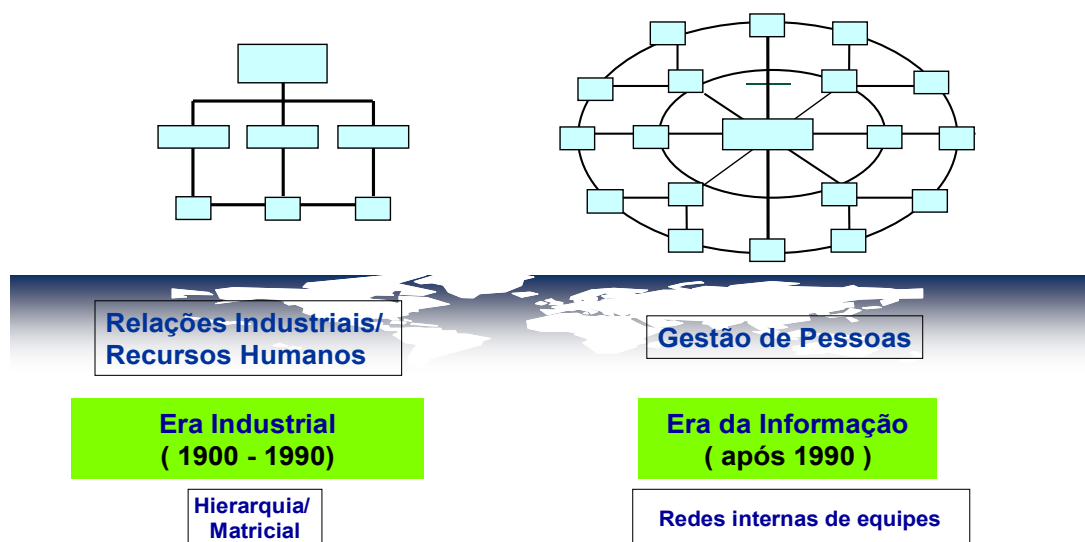 Relações Industriais/
Recursos Humanos
Gestão de Pessoas
Era Industrial
( 1900 - 1990)
Era da Informação
( após 1990 )
Hierarquia/
Matricial
Redes internas de equipes